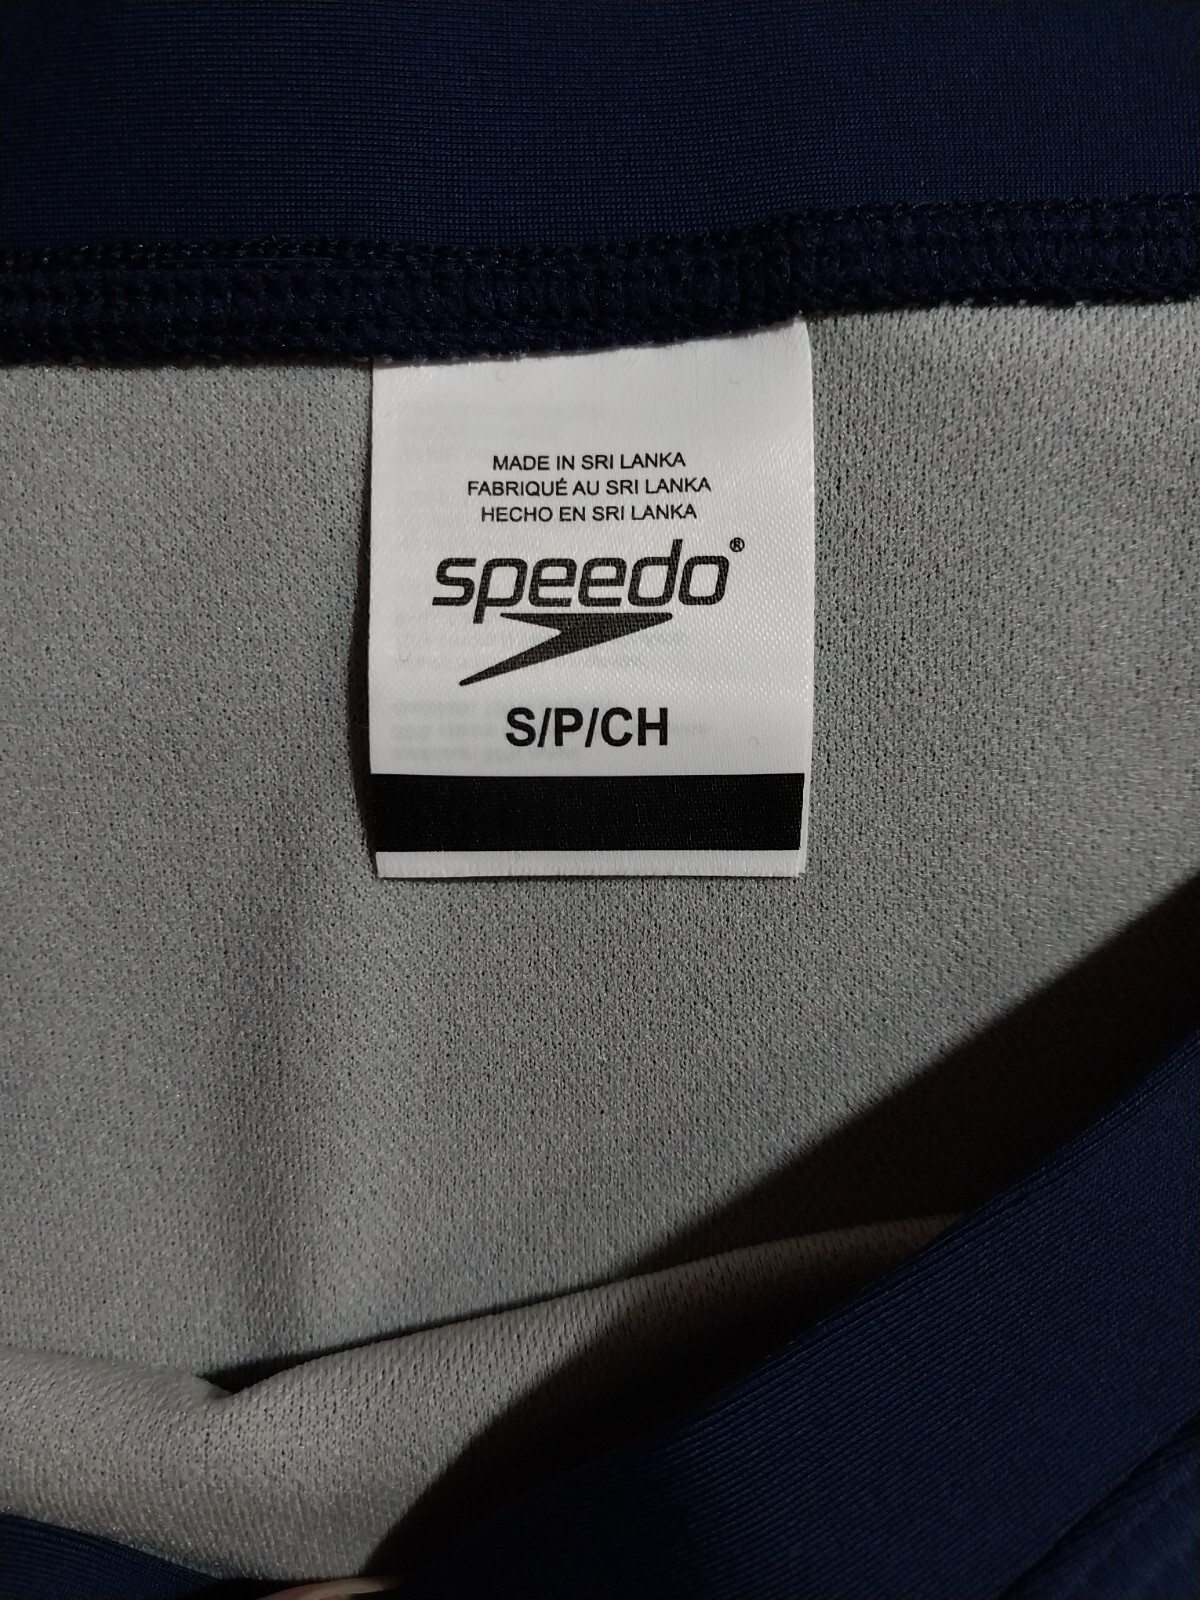 MADE IN SRI LANKA
FABRIQUÉ AU SRI LANKA
HECHO EN SRI LANKA
speedo®
S/P/CH